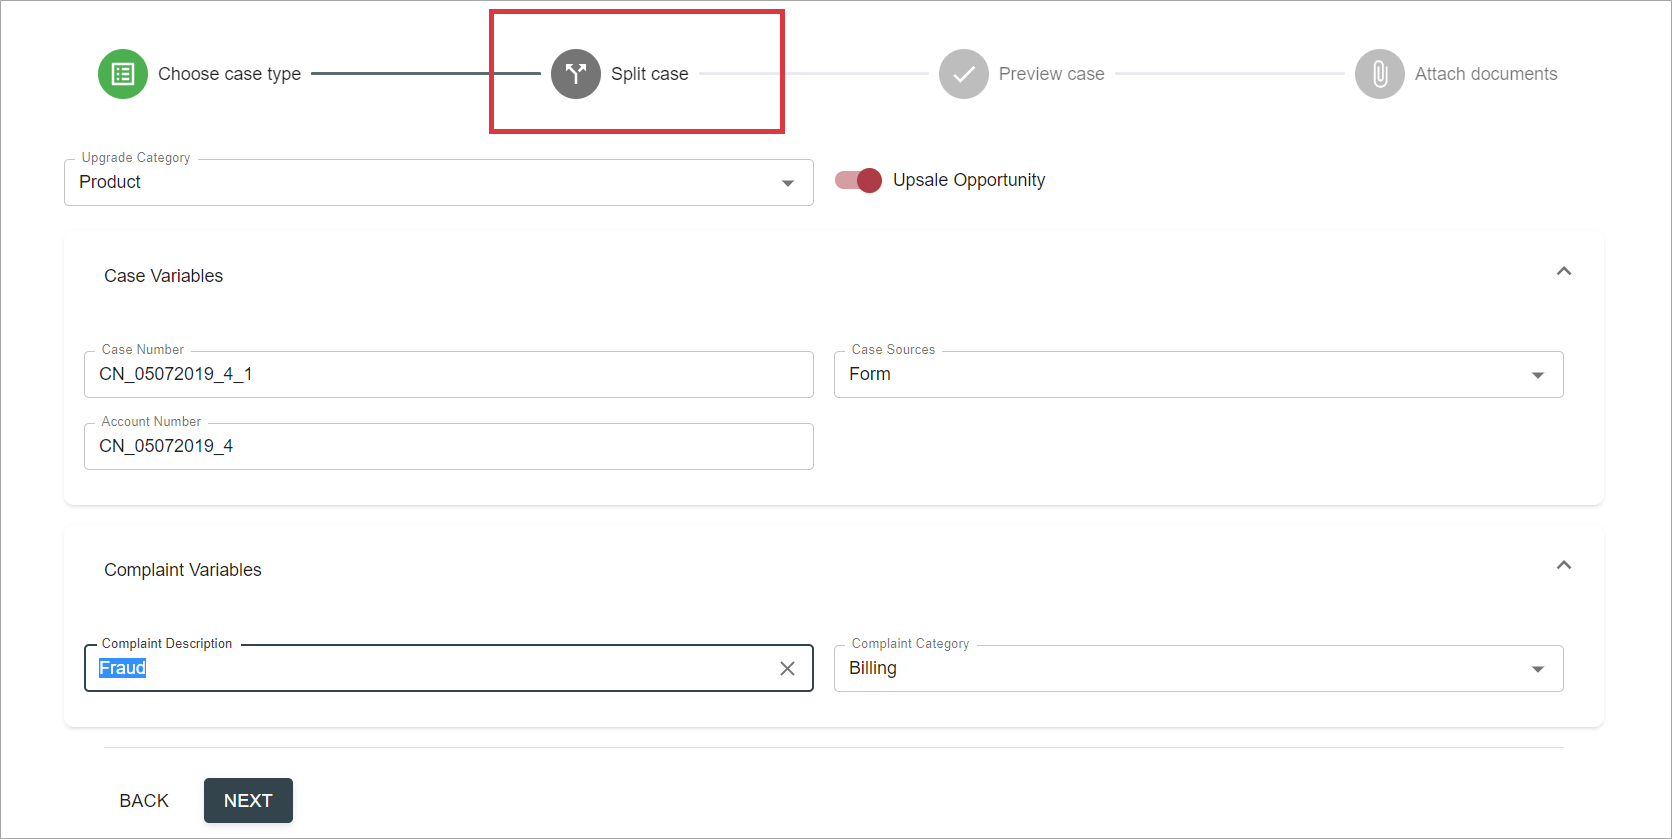 Choose case type
Split case
Preview case
Attach documents
Upgrade Category
Product
Upsale Opportunity
Case Variables
Case Number
CN_05072019_4_1
Case Sources
Form
Account Number
CN_05072019_4
Complaint Variables
Complaint Description
Fraud
Complaint Category
Billing
BACK
NEXT